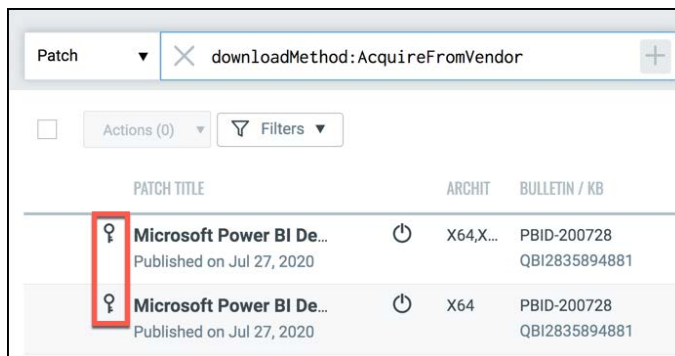 Patch downloadMethod:AcquireFromVendor
Actions (0) Filters
PATCH TITLE ARCHIT BULLETIN / KB
Microsoft Power BI De... X64,X... PBID-200728
Published on Jul 27, 2020 QBI2835894881
Microsoft Power BI De... X64 PBID-200728
Published on Jul 27, 2020 QBI2835894881